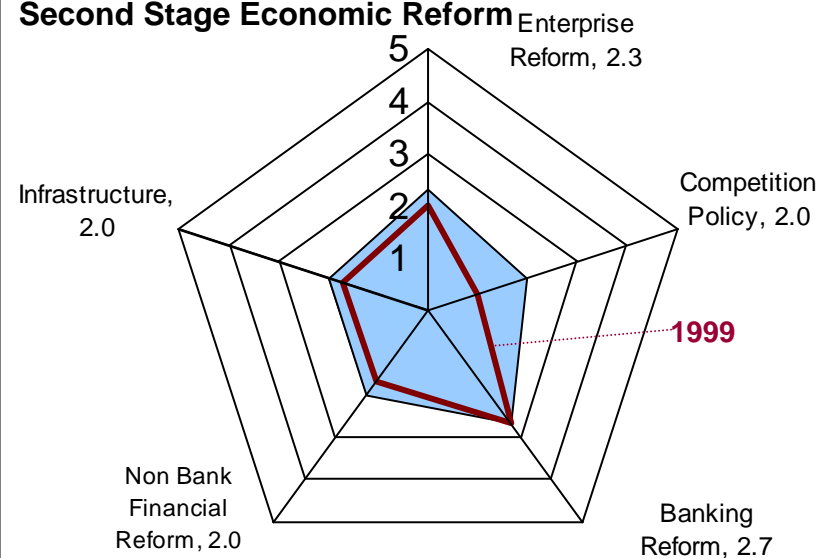 Second Stage Economic Reform
Enterprise
Reform, 2.3
5
4
3
2
1
Competition
Policy, 2.0
1999
Banking
Reform, 2.7
Non Bank
Financial
Reform, 2.0
Infrastructure,
2.0